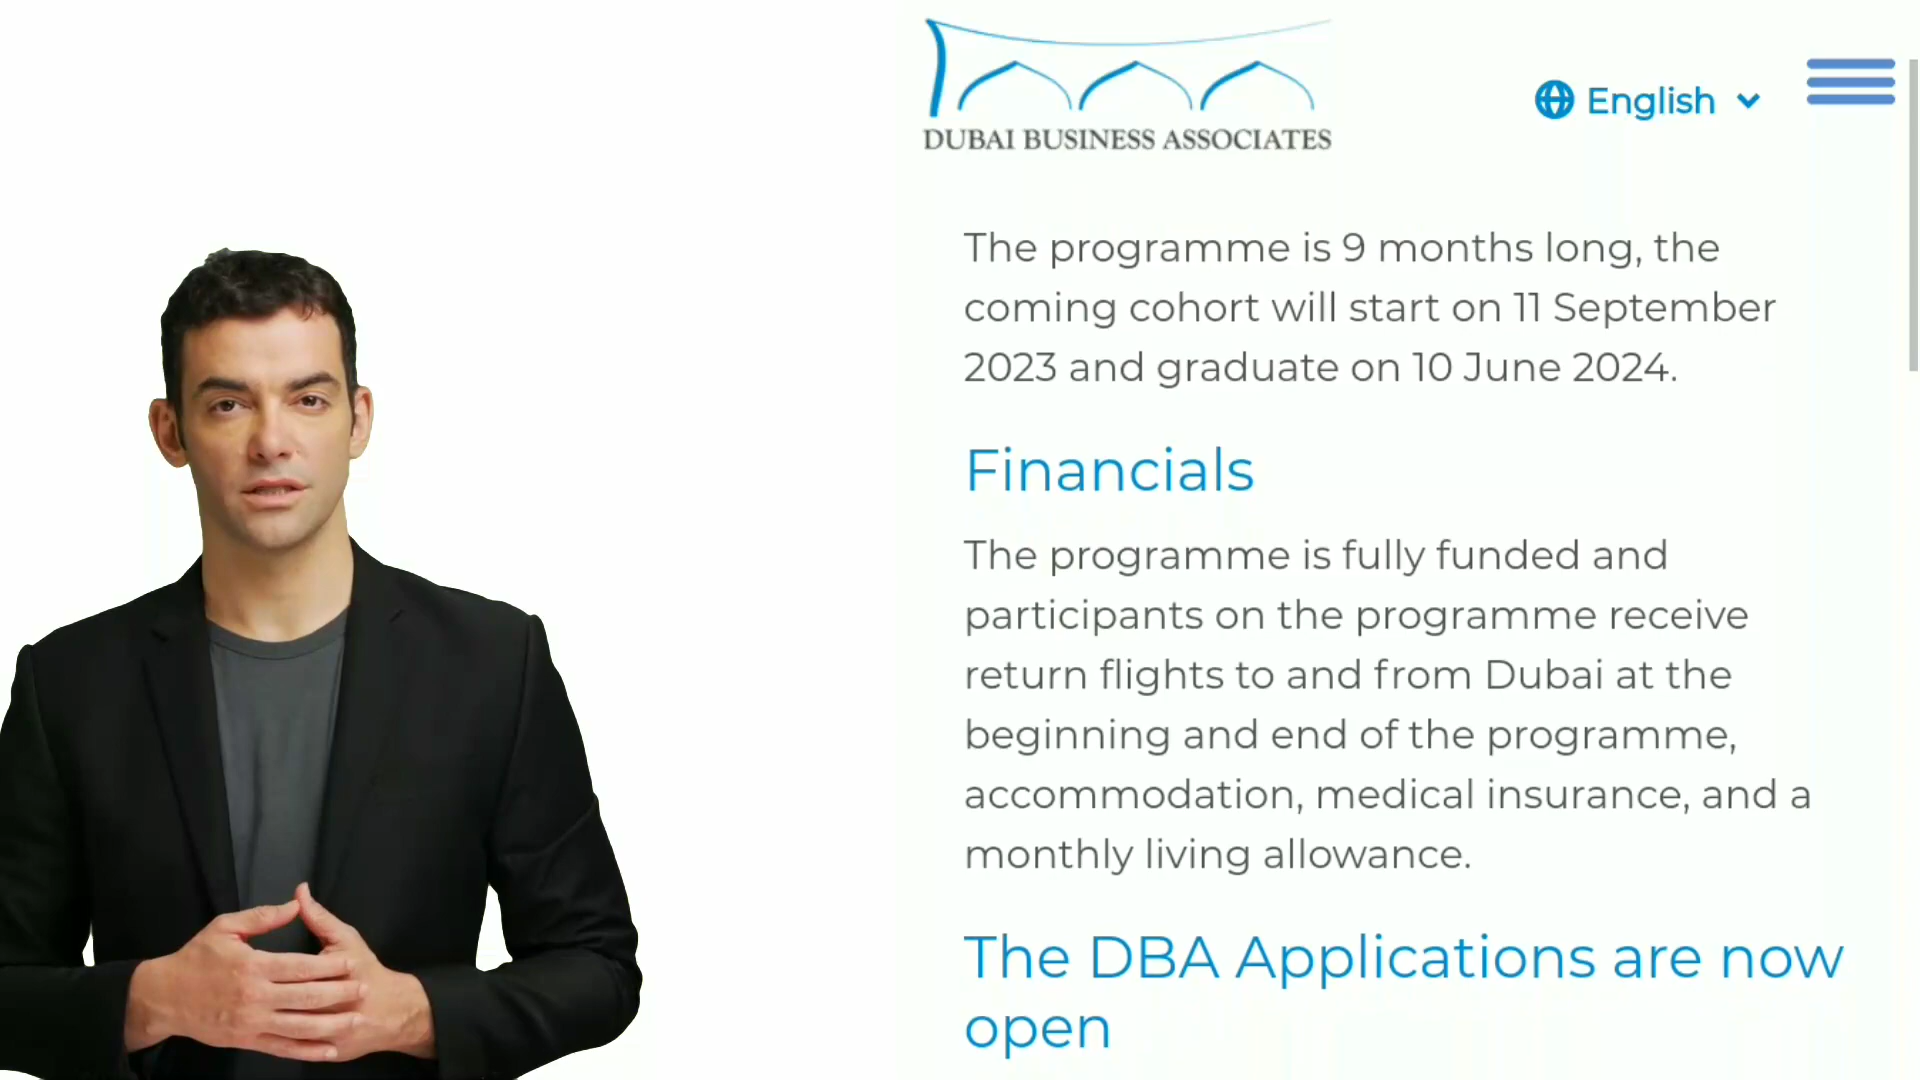 DUBAI BUSINESS ASSOCIATES
English
The programme is 9 months long, the
coming cohort will start on 11 September
2023 and graduate on 10 June 2024.
Financials
The programme is fully funded and
participants on the programme receive
return flights to and from Dubai at the
beginning and end of the programme,
accommodation, medical insurance, and a
monthly living allowance.
The DBA Applications are now
open